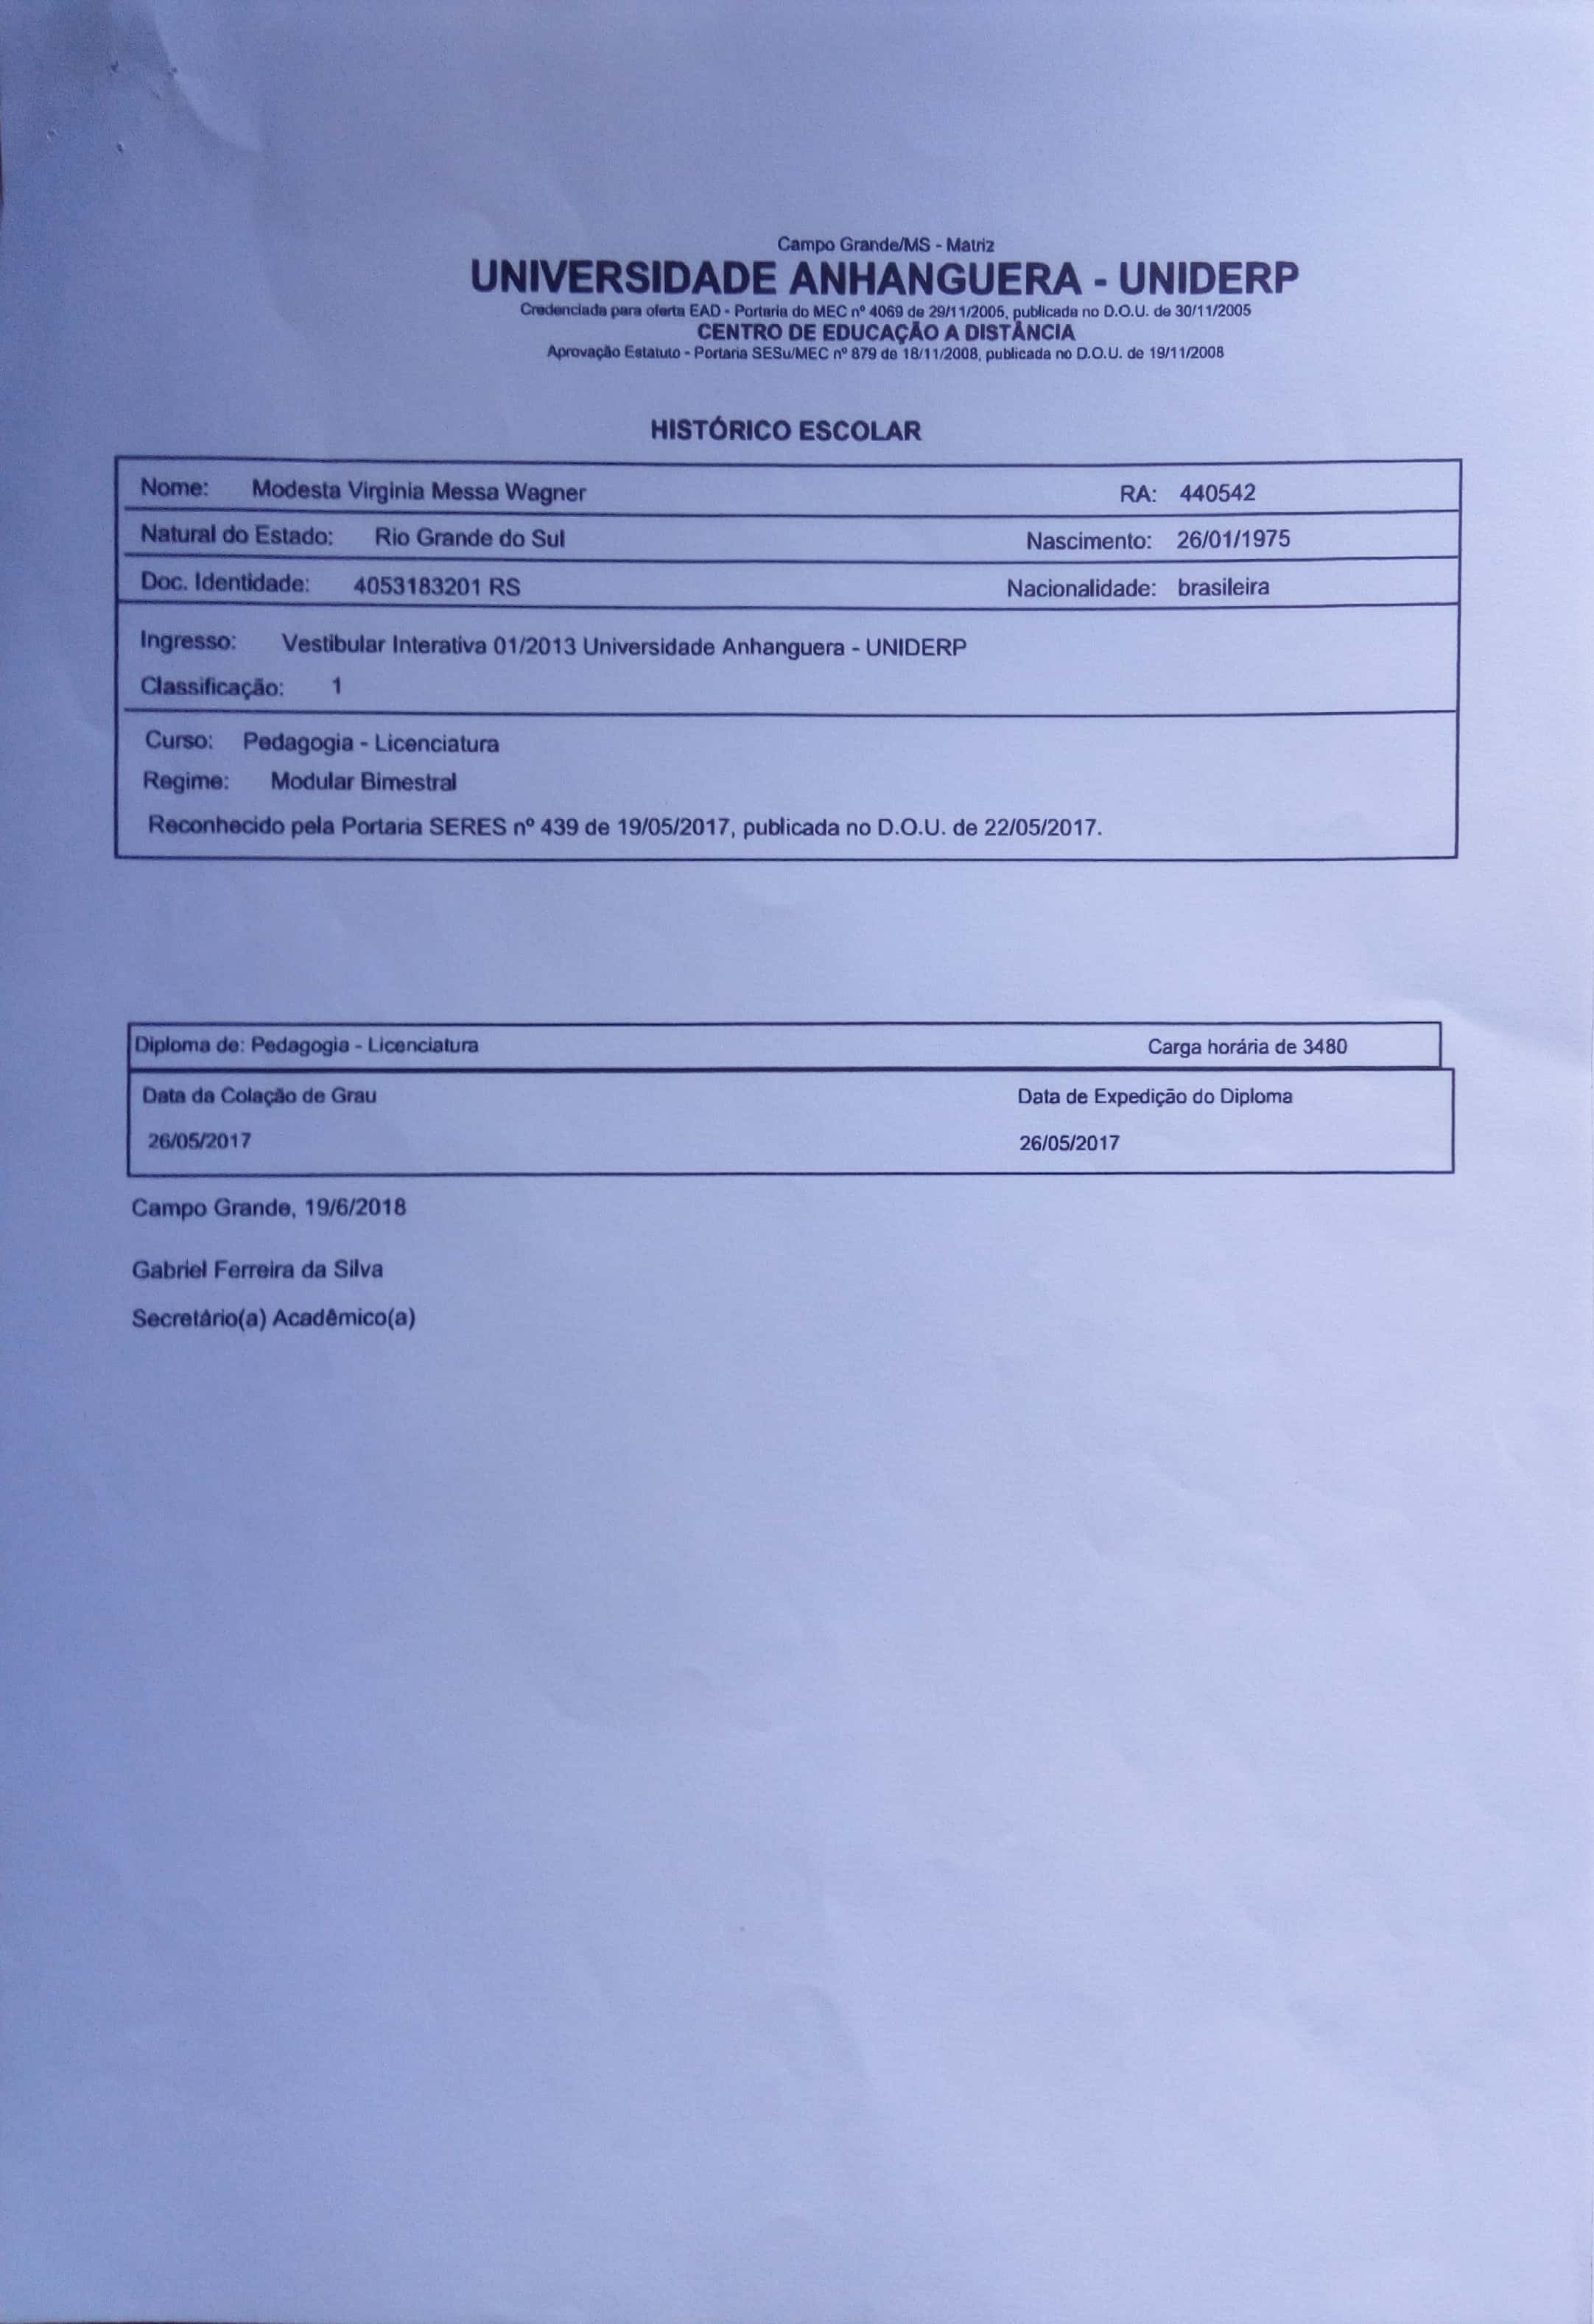 Campo Grande/MS - Matriz
UNIVERSIDADE ANHANGUERA - UNIDERP
Credenciada para oferta EAD - Portaria do MEC nº 4069 de 29/11/2005, publicada no D.O.U. de 30/11/2005
CENTRO DE EDUCAÇÃO A DISTÂNCIA
Aprovação Estatuto - Portaria SESu/MEC nº 879 de 18/11/2008, publicada no D.O.U. de 19/11/2008
HISTÓRICO ESCOLAR
Nome: Modesta Virginia Messa Wagner RA: 440542
Natural do Estado: Rio Grande do Sul Nascimento: 26/01/1975
Doc. Identidade: 4053183201 RS Nacionalidade: brasileira
Ingresso: Vestibular Interativa 01/2013 Universidade Anhanguera - UNIDERP
Classificação: 1
Curso: Pedagogia - Licenciatura
Regime: Modular Bimestral
Reconhecido pela Portaria SERES nº 439 de 19/05/2017, publicada no D.O.U. de 22/05/2017.
Diploma de: Pedagogia - Licenciatura Carga horária de 3480
Data da Colação de Grau Data de Expedição do Diploma
26/05/2017 26/05/2017
Campo Grande, 19/6/2018
Gabriel Ferreira da Silva
Secretário(a) Acadêmico(a)